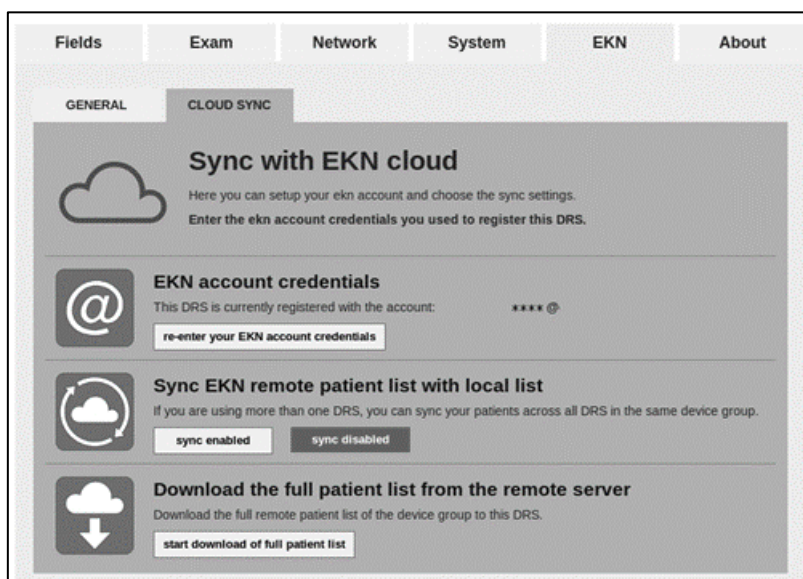 Fields Exam Network System EKN About
GENERAL CLOUD SYNC
Sync with EKN cloud
Here you can setup your ekn account and choose the sync settings.
Enter the ekn account credentials you used to register this DRS.
@
EKN account credentials
This DRS is currently registered with the account: ****@
re-enter your EKN account credentials
Sync EKN remote patient list with local list
If you are using more than one DRS, you can sync your patients across all DRS in the same device group.
sync enabled sync disabled
Download the full patient list from the remote server
Download the full remote patient list of the device group to this DRS.
start download of full patient list